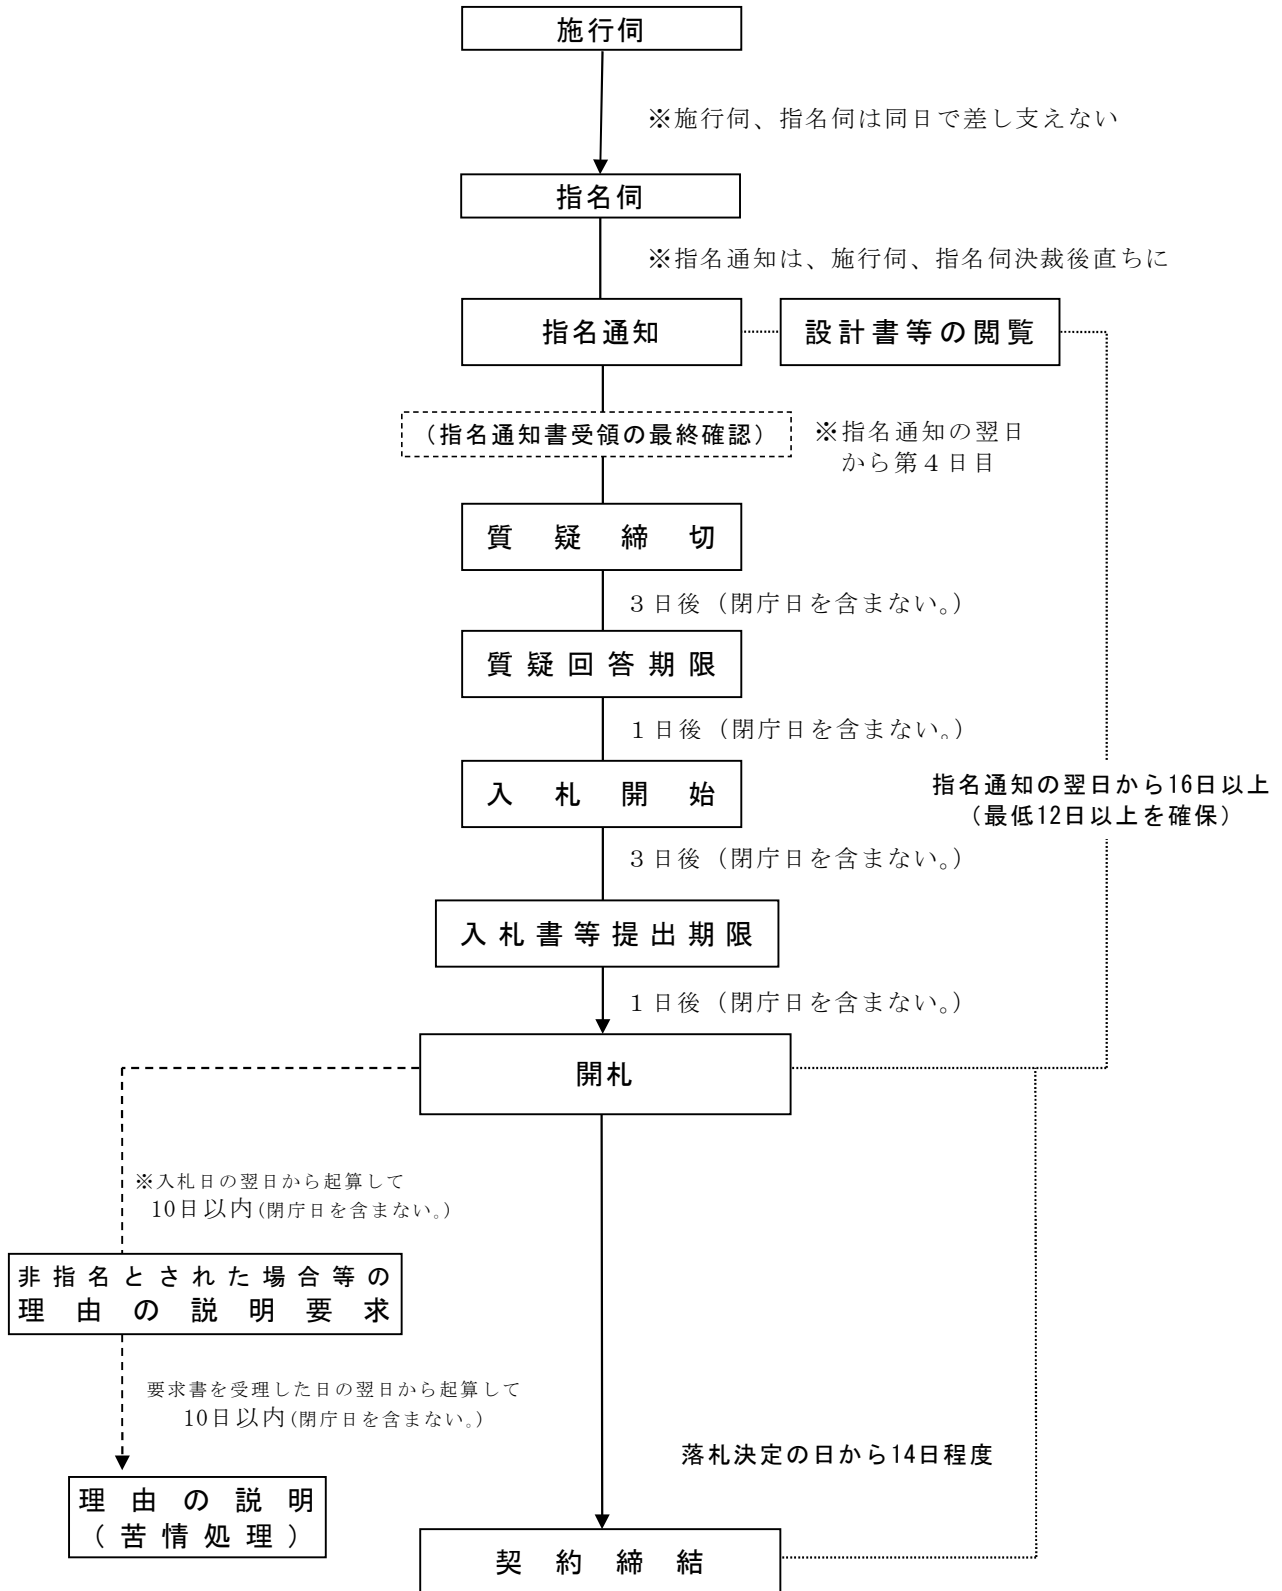 施行伺
※施行伺、指名伺は同日で差し支えない
指名伺
※指名通知は、施行伺、指名伺決裁後直ちに
指名通知
設計書等の閲覧
（指名通知書受領の最終確認）
※指名通知の翌日
から第４日目
質疑締切
３日後（閉庁日を含まない。）
質疑回答期限
１日後（閉庁日を含まない。）
入札開始
指名通知の翌日から16日以上
（最低12日以上を確保）
３日後（閉庁日を含まない。）
入札書等提出期限
１日後（閉庁日を含まない。）
開札
※入札日の翌日から起算して
10日以内(閉庁日を含まない。)
非指名とされた場合等の
理由の説明要求
要求書を受理した日の翌日から起算して
10日以内(閉庁日を含まない。)
落札決定の日から14日程度
理由の説明
（苦情処理）
契約締結